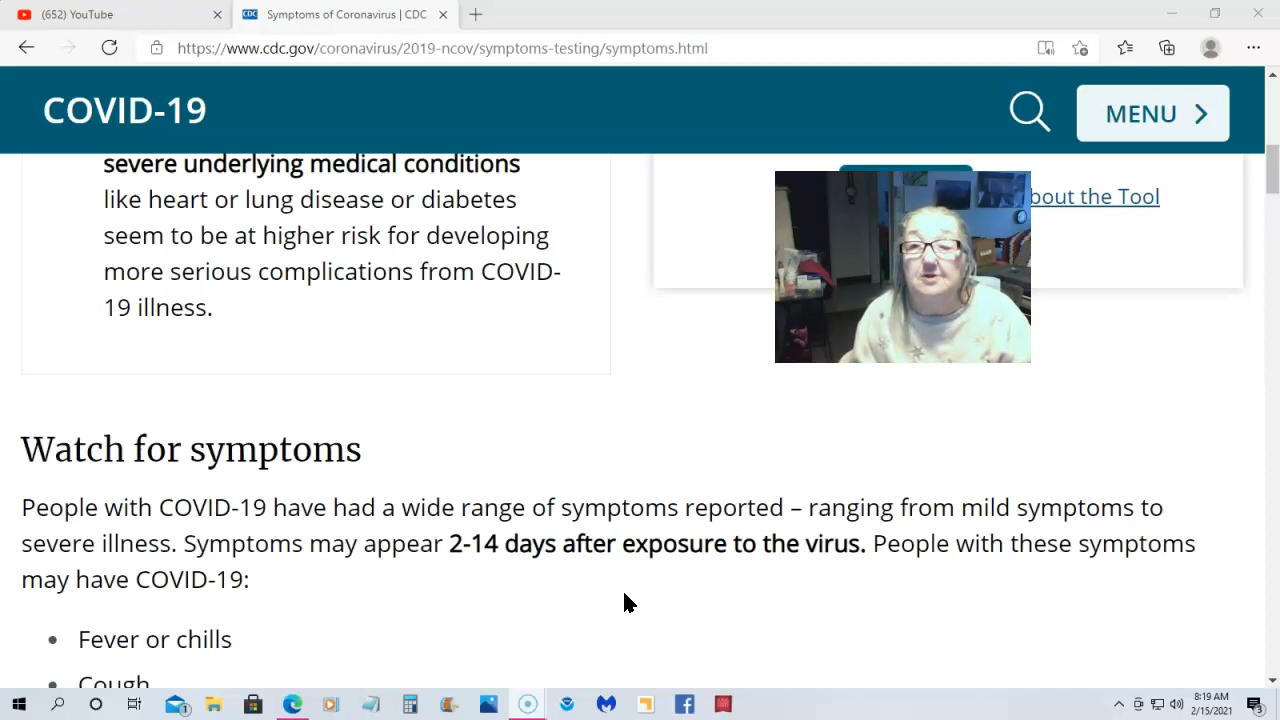 (652) YouTube
Symptoms of Coronavirus | CDC
https://www.cdc.gov/coronavirus/2019-ncov/symptoms-testing/symptoms.html
COVID-19
MENU
severe underlying medical conditions
like heart or lung disease or diabetes
seem to be at higher risk for developing
more serious complications from COVID-
19 illness.
bout the Tool
Watch for symptoms
People with COVID-19 have had a wide range of symptoms reported – ranging from mild symptoms to
severe illness. Symptoms may appear 2-14 days after exposure to the virus. People with these symptoms
may have COVID-19:
Fever or chills
Cough
8:19 AM
2/15/2021